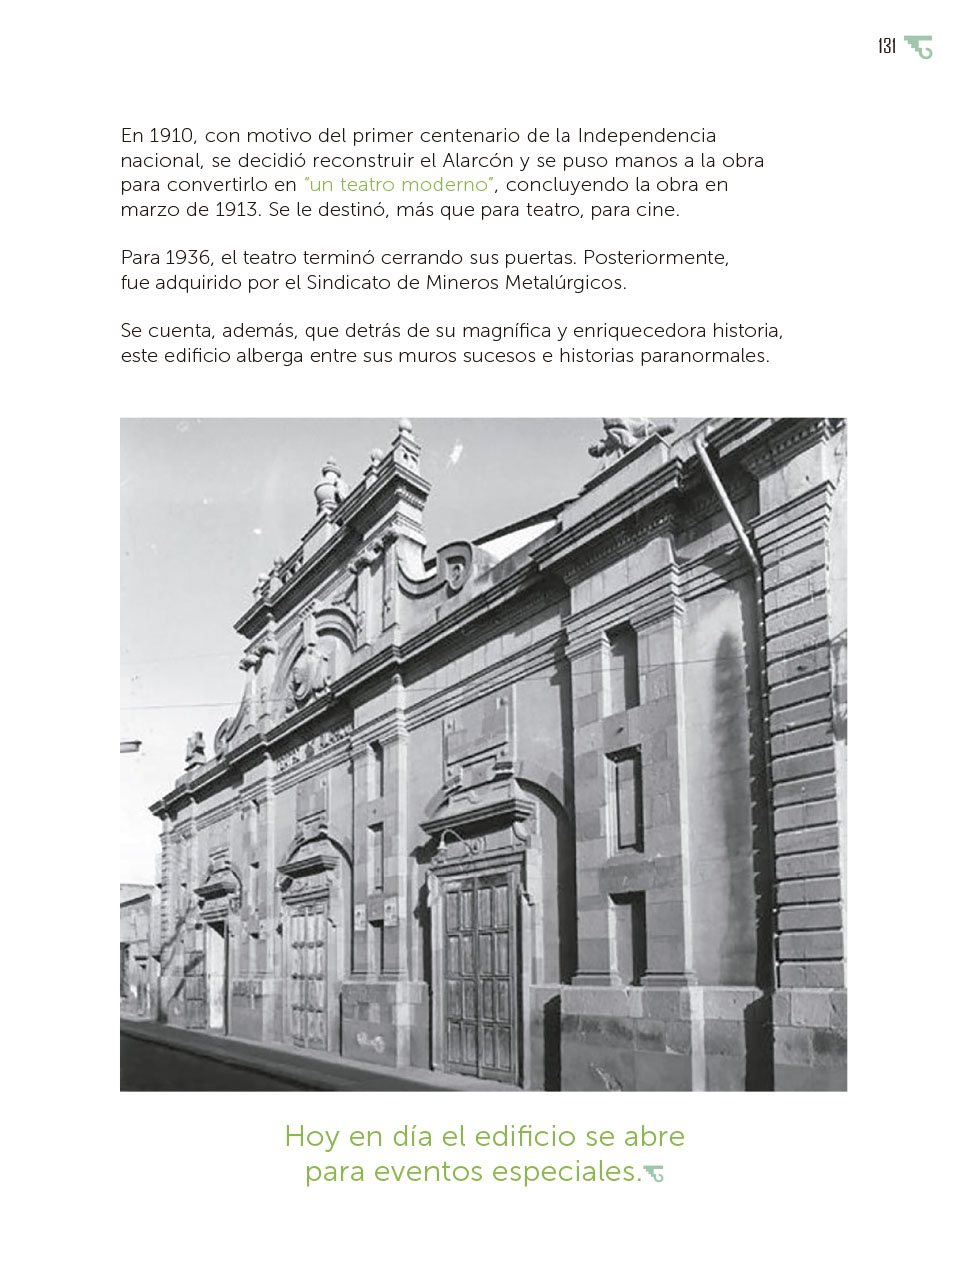 131
En 1910, con motivo del primer centenario de la Independencia
nacional, se decidió reconstruir el Alarcón y se puso manos a la obra
para convertirlo en “un teatro moderno”, concluyendo la obra en
marzo de 1913. Se le destinó, más que para teatro, para cine.
Para 1936, el teatro terminó cerrando sus puertas. Posteriormente,
fue adquirido por el Sindicato de Mineros Metalúrgicos.
Se cuenta, además, que detrás de su magnífica y enriquecedora historia,
este edificio alberga entre sus muros sucesos e historias paranormales.
Hoy en día el edificio se abre
para eventos especiales.